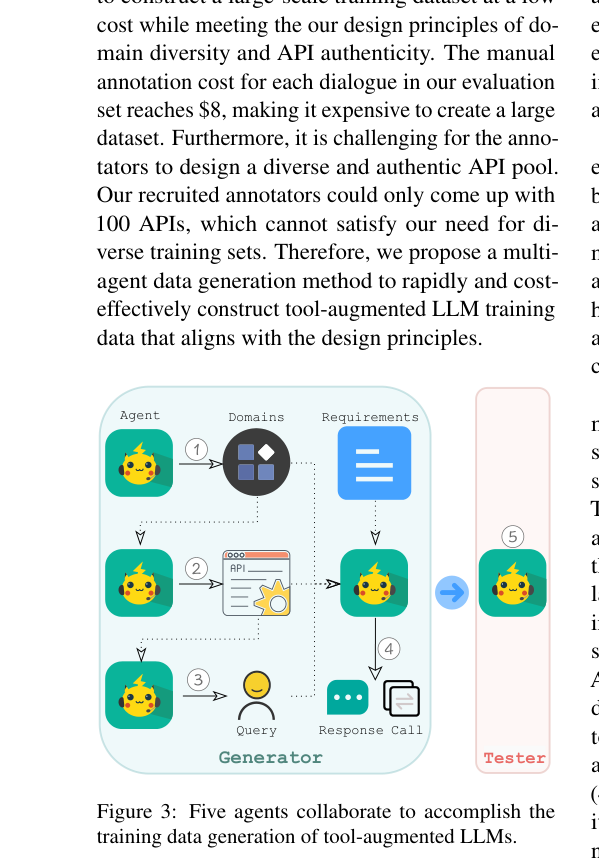 to construct a large-scale training dataset at a low
cost while meeting the our design principles of do-
main diversity and API authenticity. The manual
annotation cost for each dialogue in our evaluation
set reaches $8, making it expensive to create a large
dataset. Furthermore, it is challenging for the anno-
tators to design a diverse and authentic API pool.
Our recruited annotators could only come up with
100 APIs, which cannot satisfy our need for di-
verse training sets. Therefore, we propose a multi-
agent data generation method to rapidly and cost-
effectively construct tool-augmented LLM training
data that aligns with the design principles.
Agent
Domains
Requirements
1
5
2
API
4
3
Query
Response Call
Generator
Tester
Figure 3: Five agents collaborate to accomplish the
training data generation of tool-augmented LLMs.